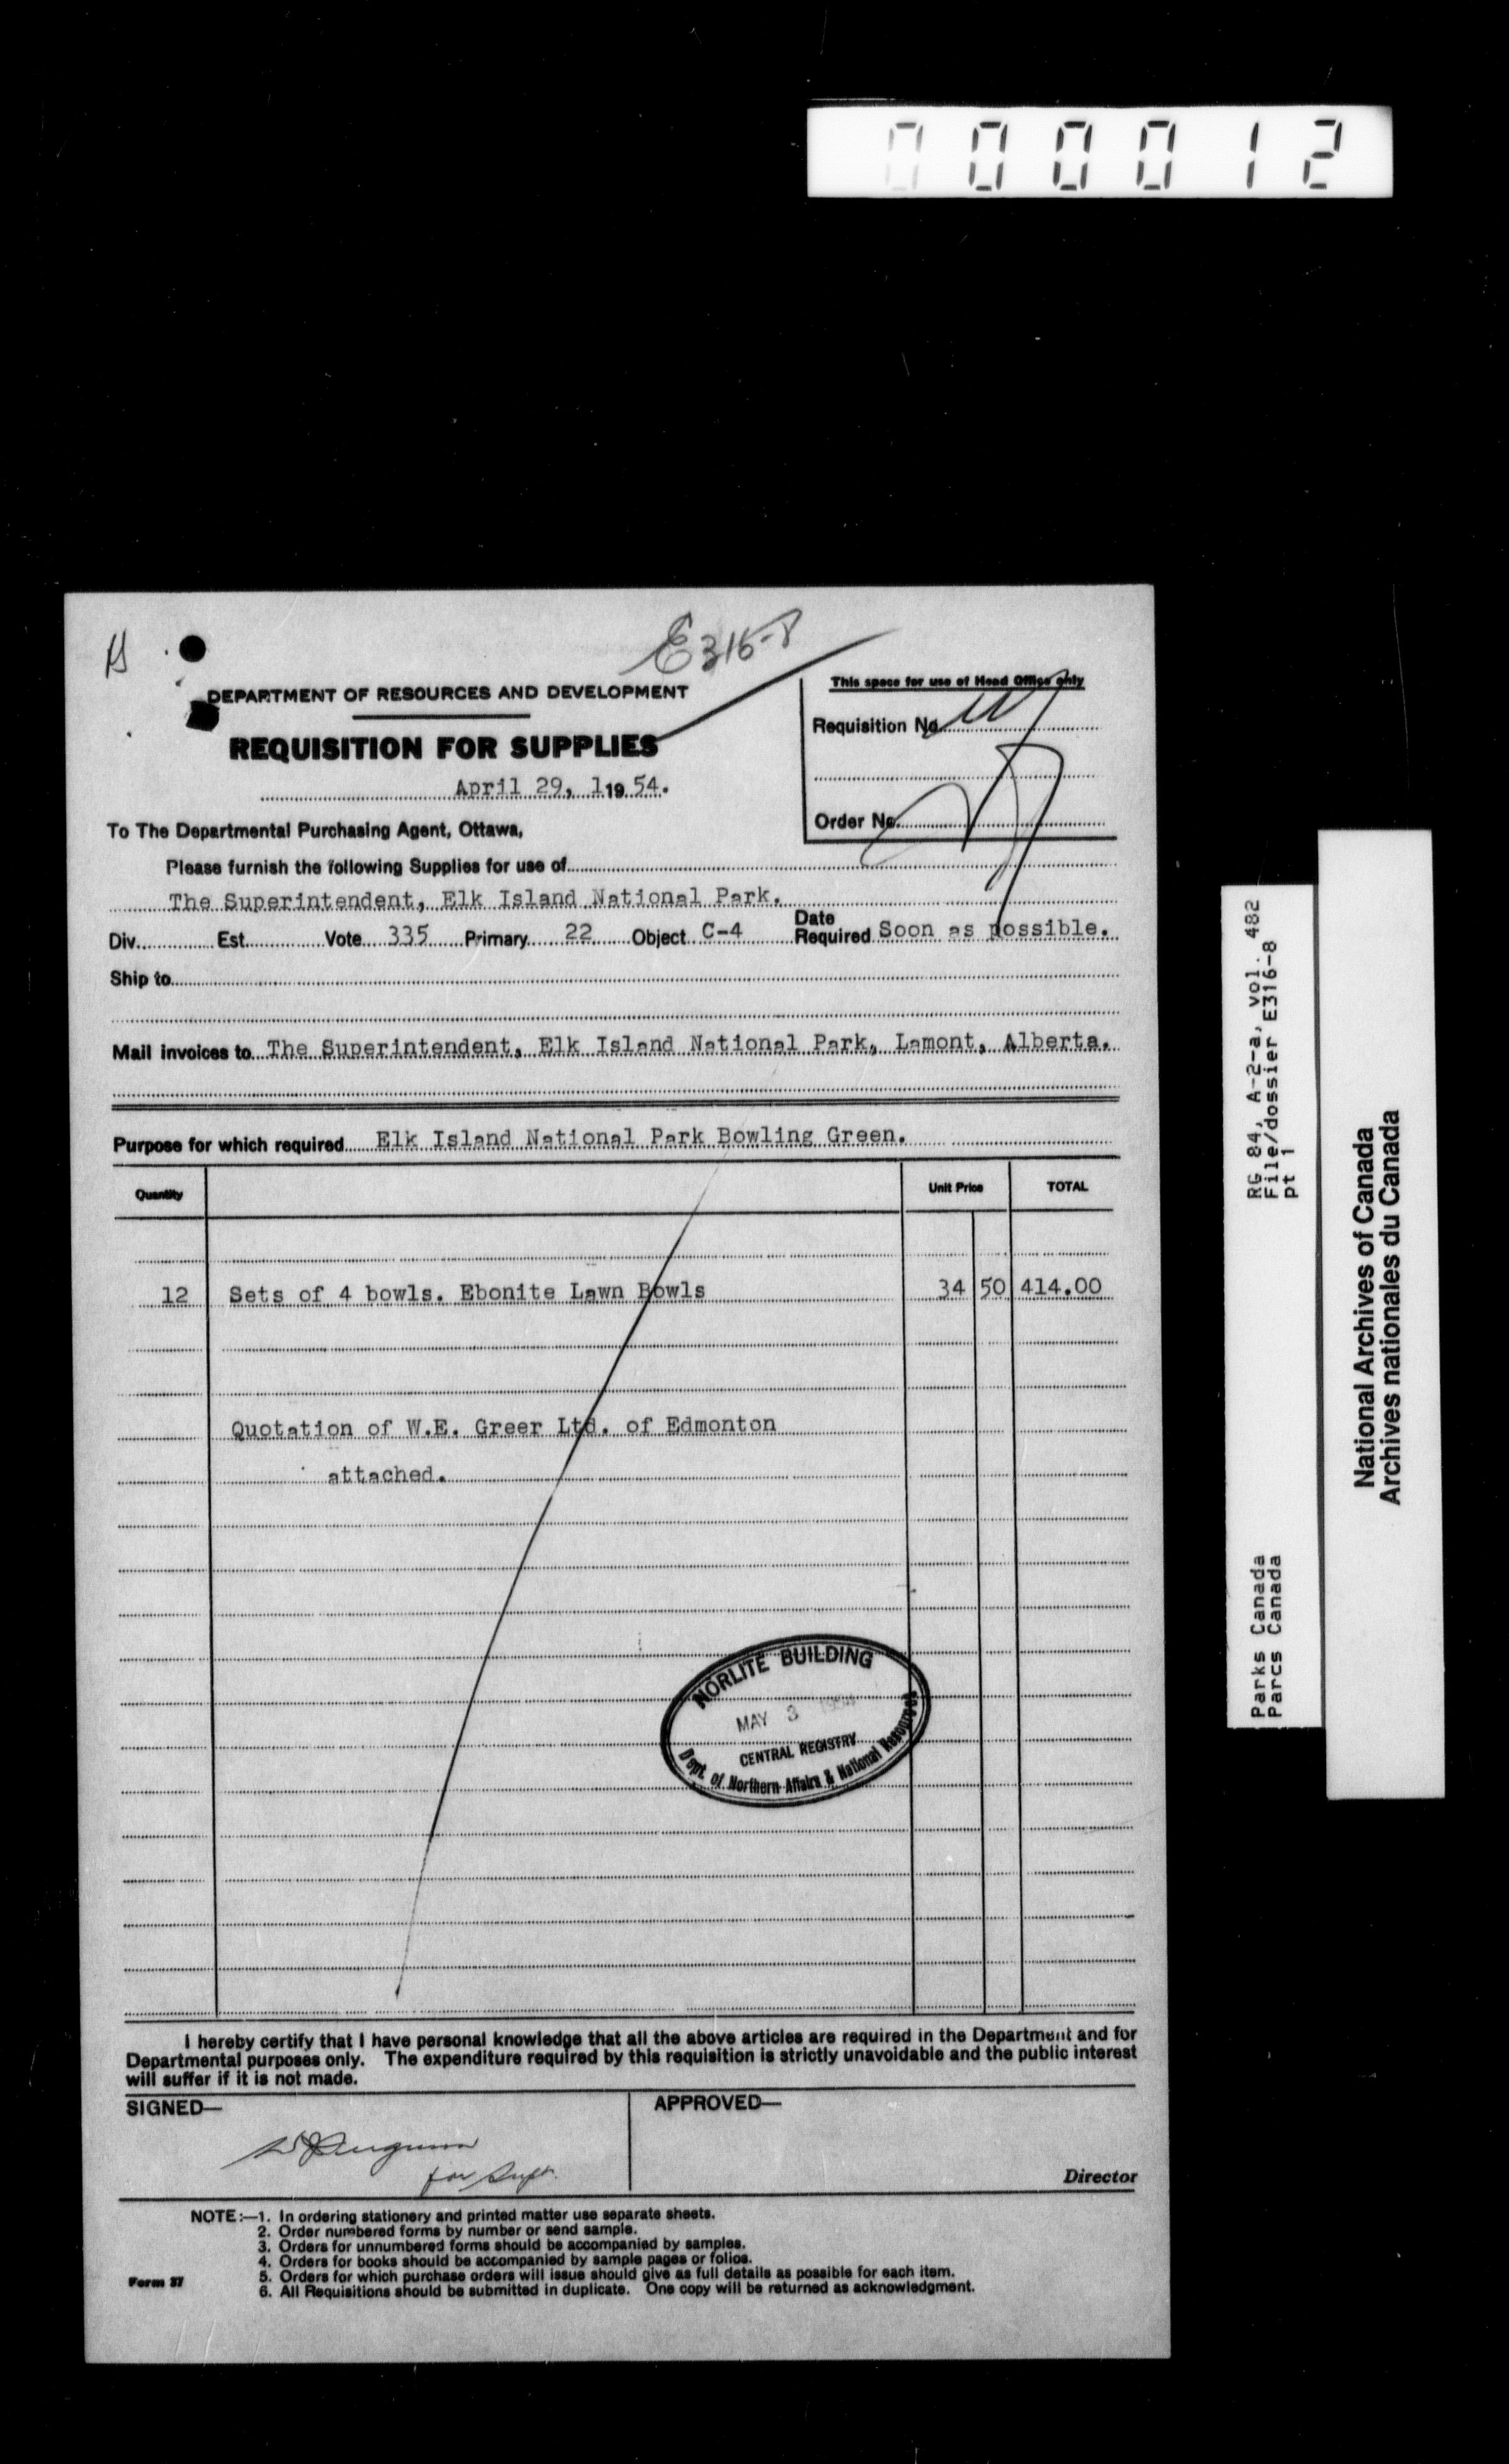 000012
E316-8
DEPARTMENT OF RESOURCES AND DEVELOPMENT
REQUISITION FOR SUPPLIES
April 29, 119 54.
This space for use of Head Office only
Requisition No.
Order No.
To The Departmental Purchasing Agent, Ottawa,
Please furnish the following Supplies for use of
The Superintendent, Elk Island National Park.
Div. Est. Vote 335 Primary 22 Object C-4 Date Required Soon as possible.
Ship to
Mail invoices to The Superintendent, Elk Island National Park, Lamont, Alberta.
Purpose for which required Elk Island National Park Bowling Green.
Quantity Unit Price TOTAL
12 Sets of 4 bowls. Ebonite Lawn Bowls 34 50 414.00
Quotation of W.E. Greer Ltd. of Edmonton
attached.
NORLITE BUILDING
MAY 3 1954
CENTRAL REGISTRY
Dept. of Northern Affairs & National Resources
I hereby certify that I have personal knowledge that all the above articles are required in the Department and for
Departmental purposes only. The expenditure required by this requisition is strictly unavoidable and the public interest
will suffer if it is not made.
SIGNED— APPROVED—
for Supt.
Director
NOTE:—1. In ordering stationery and printed matter use separate sheets.
2. Order numbered forms by number or send sample.
3. Orders for unnumbered forms should be accompanied by samples.
4. Orders for books should be accompanied by sample pages or folios.
5. Orders for which purchase orders will issue should give as full details as possible for each item.
6. All Requisitions should be submitted in duplicate. One copy will be returned as acknowledgment.
Form 37
RG 84, A-2-a, vol. 482
File/dossier E316-8
pt 1
Parks Canada
Parcs Canada
National Archives of Canada
Archives nationales du Canada